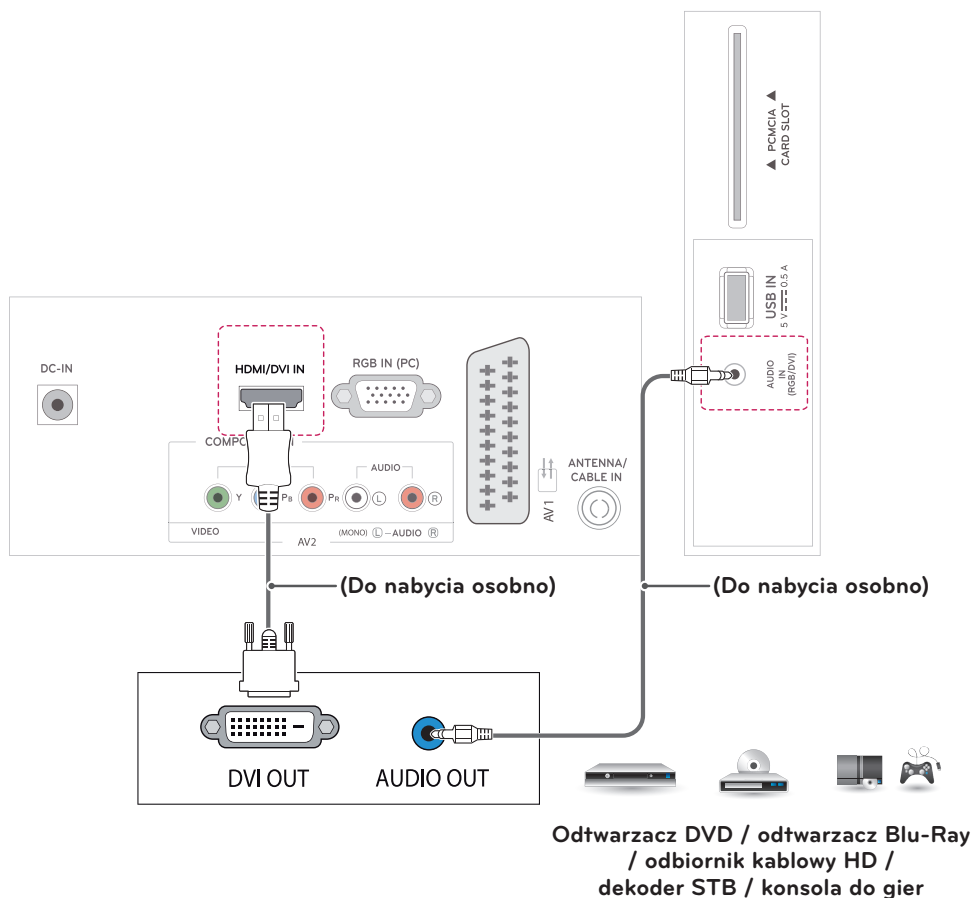 ▲ PCMCIA ▲
CARD SLOT
USB IN
5 V 0.5 A
AUDIO
IN
(RGB/DVI)
DC-IN
HDMI/DVI IN
RGB IN (PC)
AV 1
ANTENNA/
CABLE IN
AUDIO
Y
PB
PR
L
R
VIDEO
(MONO) L - AUDIO R
AV2
(Do nabycia osobno)
(Do nabycia osobno)
DVI OUT
AUDIO OUT
Odtwarzacz DVD / odtwarzacz Blu-Ray
/ odbiornik kablowy HD /
dekoder STB / konsola do gier